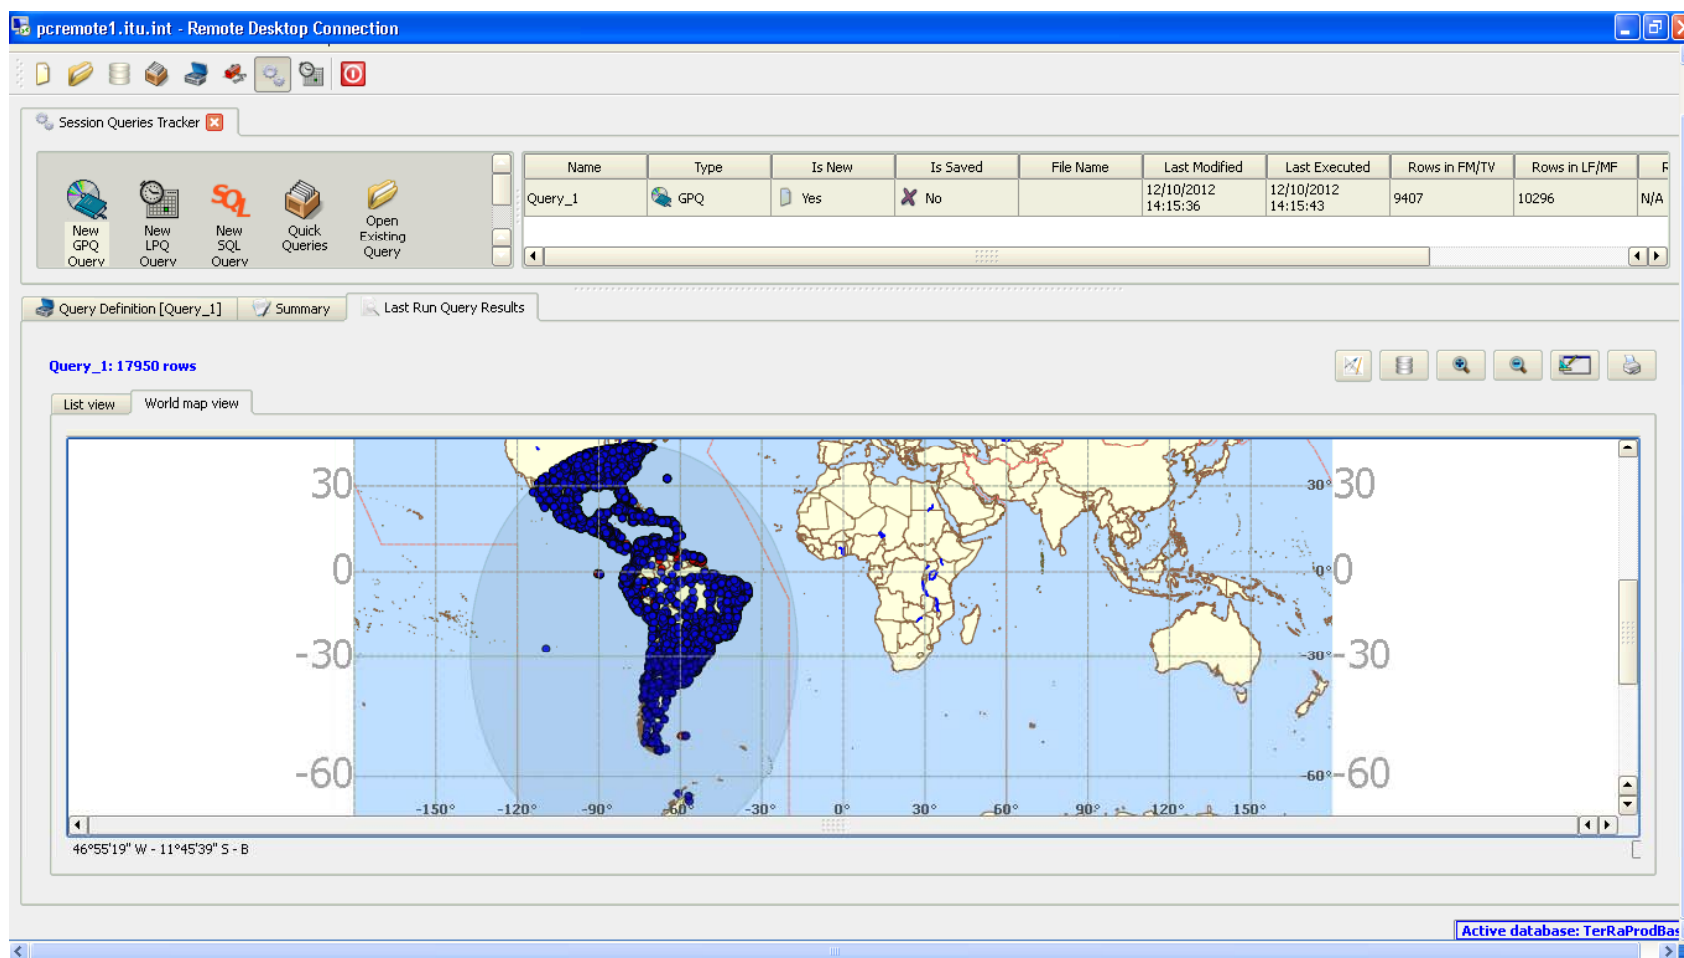 pcremote1.itu.int - Remote Desktop Connection
Session Queries Tracker
New GPQ Query
New LPQ Query
New SQL Query
Quick Queries
Open Existing Query
Name Type Is New Is Saved File Name Last Modified Last Executed Rows in FM/TV Rows in LF/MF
Query_1 GPQ Yes No 12/10/2012 14:15:36 12/10/2012 14:15:43 9407 10296 N/A
Query Definition [Query_1] Summary Last Run Query Results
Query_1: 17950 rows
List view World map view
30 30° 30
0 0° 0
-30 -30° -30
-60 -60° -60
-150° -120° -90° -60° -30° 0° 30° 60° 90° 120° 150°
46°55'19" W - 11°45'39" S - B
Active database: TerRaProdBas